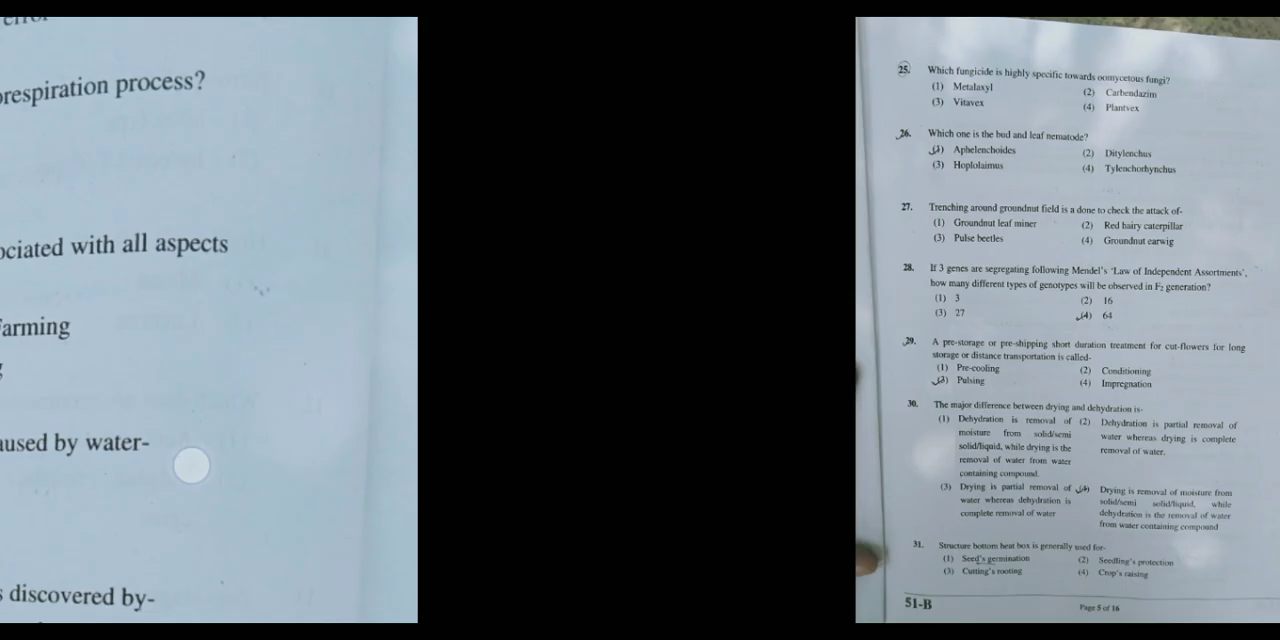 respiration process?
ociated with all aspects
arming
aused by water-
discovered by-
25. Which fungicide is highly specific towards oomycetous fungi?
(1) Metalaxyl (2) Carbendazim
(3) Vitavex (4) Plantvex
26. Which one is the bud and leaf nematode?
(1) Aphelenchoides (2) Ditylenchus
(3) Hoplolaimus (4) Tylenchorhynchus
27. Trenching around groundnut field is a done to check the attack of-
(1) Groundnut leaf miner (2) Red hairy caterpillar
(3) Pulse beetles (4) Groundnut earwig
28. If 3 genes are segregating following Mendel's 'Law of Independent Assortments',
how many different types of genotypes will be observed in F₂ generation?
(1) 3 (2) 16
(3) 27 (4) 64
29. A pre-storage or pre-shipping short duration treatment for cut-flowers for long
storage or distance transportation is called-
(1) Pre-cooling (2) Conditioning
(3) Pulsing (4) Impregnation
30. The major difference between drying and dehydration is-
(1) Dehydration is removal of
moisture from solid/semi
solid/liquid, while drying is the
removal of water from water
containing compound.
(2) Dehydration is partial removal of
water whereas drying is complete
removal of water.
(3) Drying is partial removal of
water whereas dehydration is
complete removal of water
(4) Drying is removal of moisture from
solid/semi solid/liquid, while
dehydration is the removal of water
from water containing compound
31. Structure bottom heat box is generally used for-
(1) Seed's germination (2) Seedling's protection
(3) Cutting's rooting (4) Crop's raising
51-B Page 5 of 16